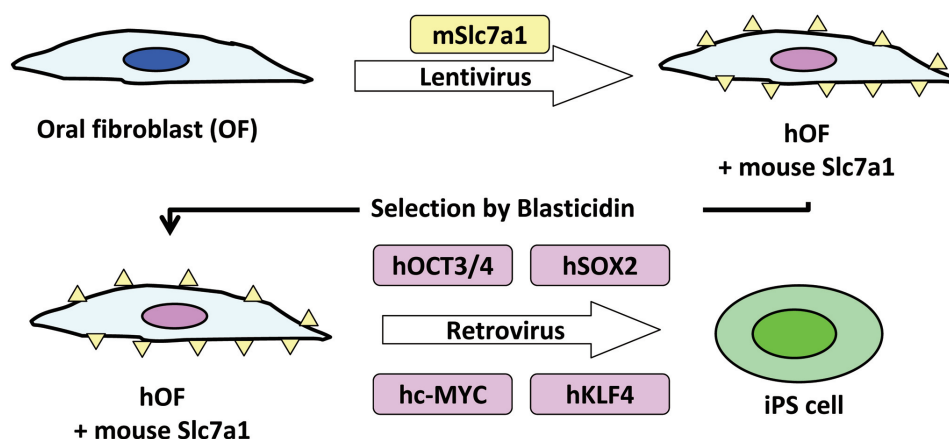 mSlc7a1
Lentivirus
Oral fibroblast (OF)
hOF
+ mouse Slc7a1
Selection by Blasticidin
hOCT3/4
hSOX2
Retrovirus
hc-MYC
hKLF4
hOF
+ mouse Slc7a1
iPS cell